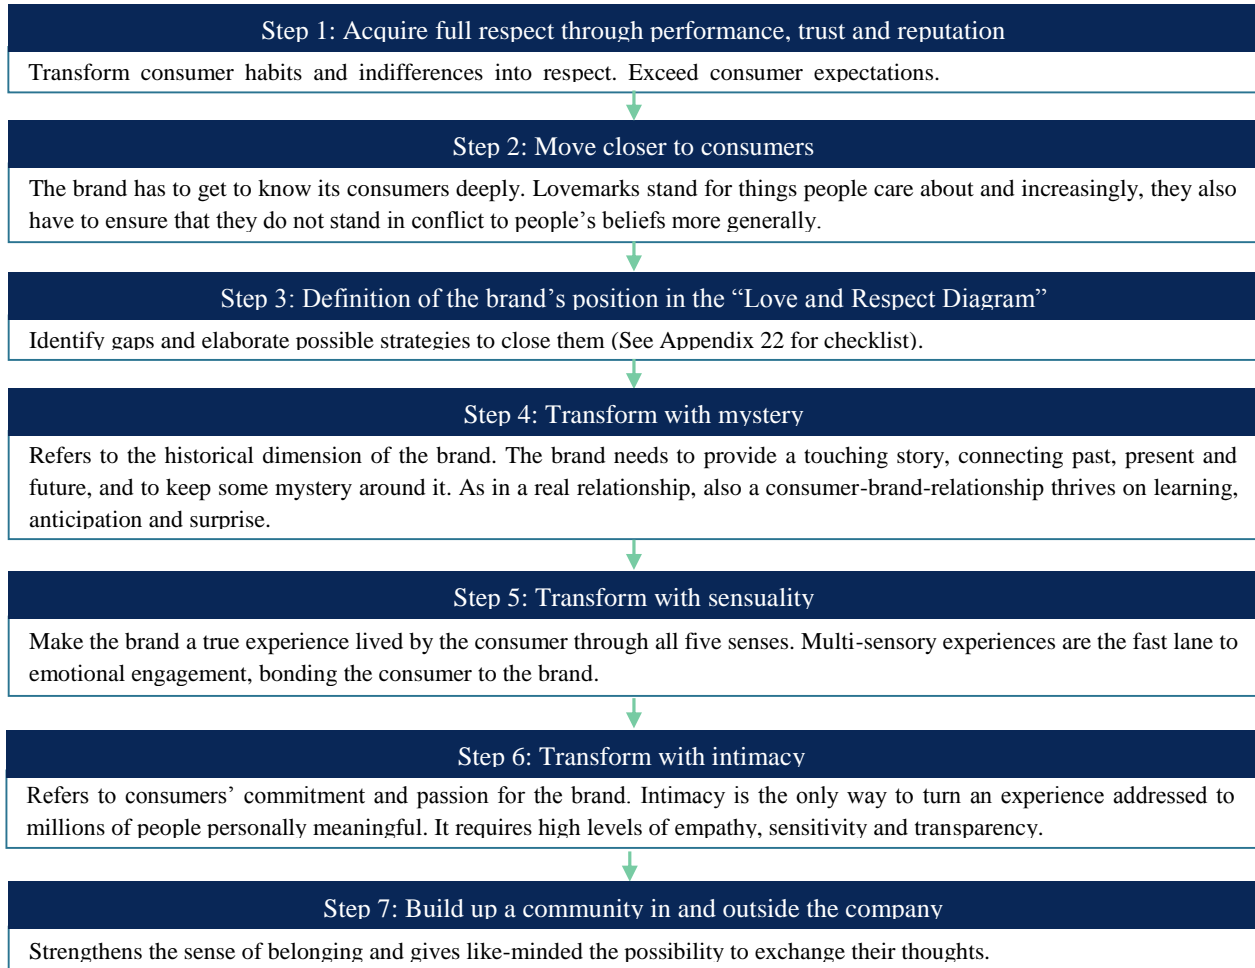 Step 1: Acquire full respect through performance, trust and reputation
Transform consumer habits and indifferences into respect. Exceed consumer expectations.
Step 2: Move closer to consumers
The brand has to get to know its consumers deeply. Lovemarks stand for things people care about and increasingly, they also
have to ensure that they do not stand in conflict to people’s beliefs more generally.
Step 3: Definition of the brand’s position in the “Love and Respect Diagram”
Identify gaps and elaborate possible strategies to close them (See Appendix 22 for checklist).
Step 4: Transform with mystery
Refers to the historical dimension of the brand. The brand needs to provide a touching story, connecting past, present and
future, and to keep some mystery around it. As in a real relationship, also a consumer-brand-relationship thrives on learning,
anticipation and surprise.
Step 5: Transform with sensuality
Make the brand a true experience lived by the consumer through all five senses. Multi-sensory experiences are the fast lane to
emotional engagement, bonding the consumer to the brand.
Step 6: Transform with intimacy
Refers to consumers’ commitment and passion for the brand. Intimacy is the only way to turn an experience addressed to
millions of people personally meaningful. It requires high levels of empathy, sensitivity and transparency.
Step 7: Build up a community in and outside the company
Strengthens the sense of belonging and gives like-minded the possibility to exchange their thoughts.